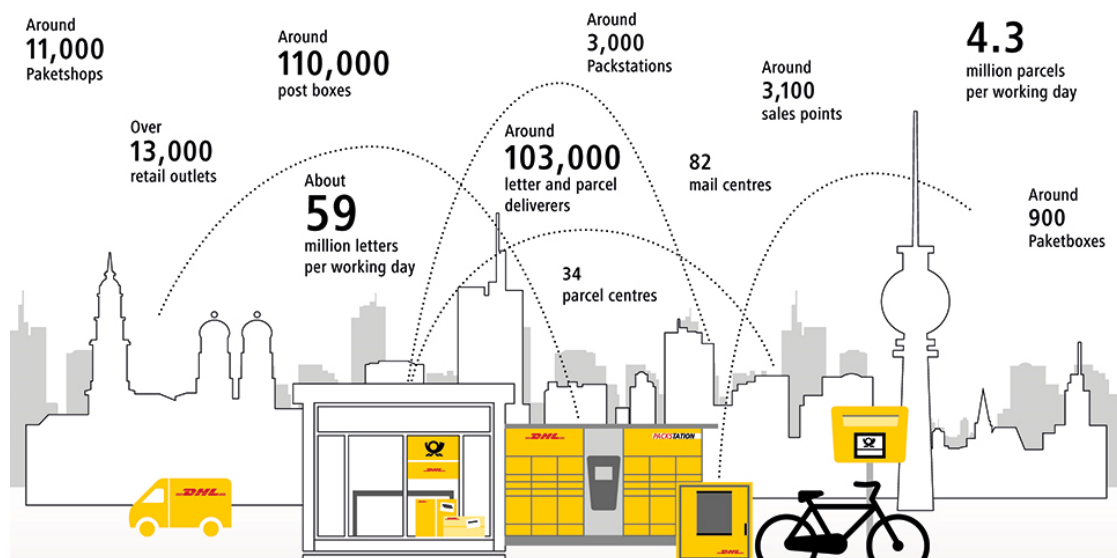 Around
11,000
Paketshops
Around
110,000
post boxes
Around
3,000
Packstations
Around
3,100
sales points
4.3
million parcels
per working day
Over
13,000
retail outlets
About
59
million letters
per working day
Around
103,000
letter and parcel
deliverers
82
mail centres
Around
900
Paketboxes
34
parcel centres
DHL
DHL
DHL
PACKSTATION
DHL